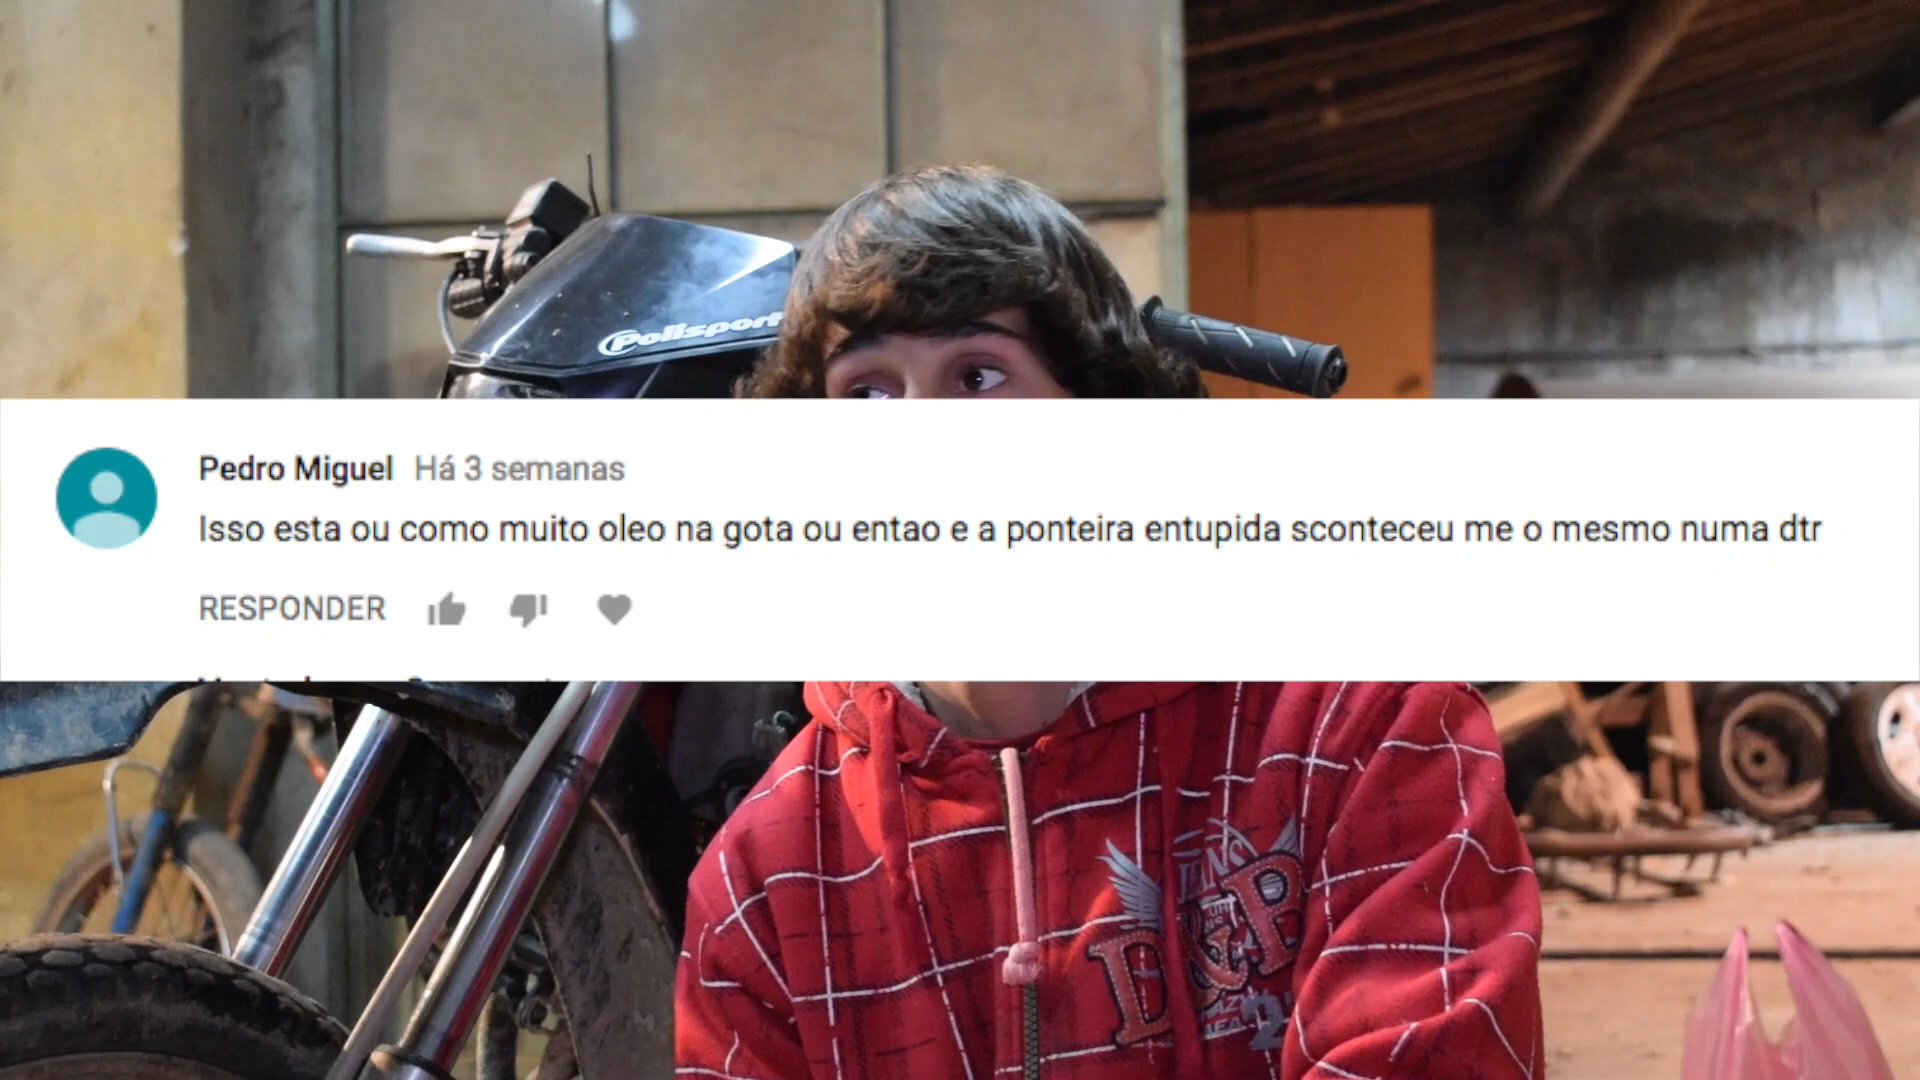 Polisport
Pedro Miguel Há 3 semanas
Isso esta ou como muito oleo na gota ou entao e a ponteira entupida sconteceu me o mesmo numa dtr
RESPONDER
JEANS
D&B